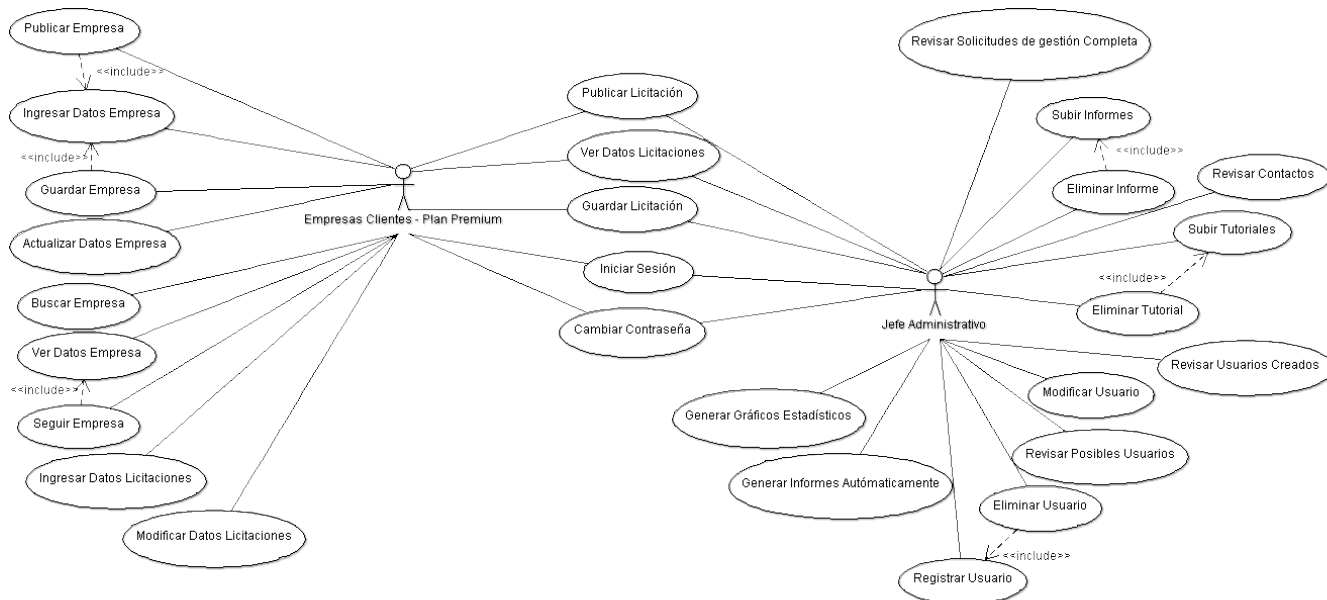 Publicar Empresa
<<include>>
Ingresar Datos Empresa
<<include>>
Guardar Empresa
Actualizar Datos Empresa
Buscar Empresa
Ver Datos Empresa
<<include>>
Seguir Empresa
Ingresar Datos Licitaciones
Modificar Datos Licitaciones
Empresas Clientes - Plan Premium
Publicar Licitación
Ver Datos Licitaciones
Guardar Licitación
Iniciar Sesión
Cambiar Contraseña
Revisar Solicitudes de gestión Completa
Subir Informes
<<include>>
Eliminar Informe
Revisar Contactos
Subir Tutoriales
<<include>>
Eliminar Tutorial
Jefe Administrativo
Revisar Usuarios Creados
Modificar Usuario
Generar Gráficos Estadísticos
Revisar Posibles Usuarios
Generar Informes Autómaticamente
Eliminar Usuario
<<include>>
Registrar Usuario